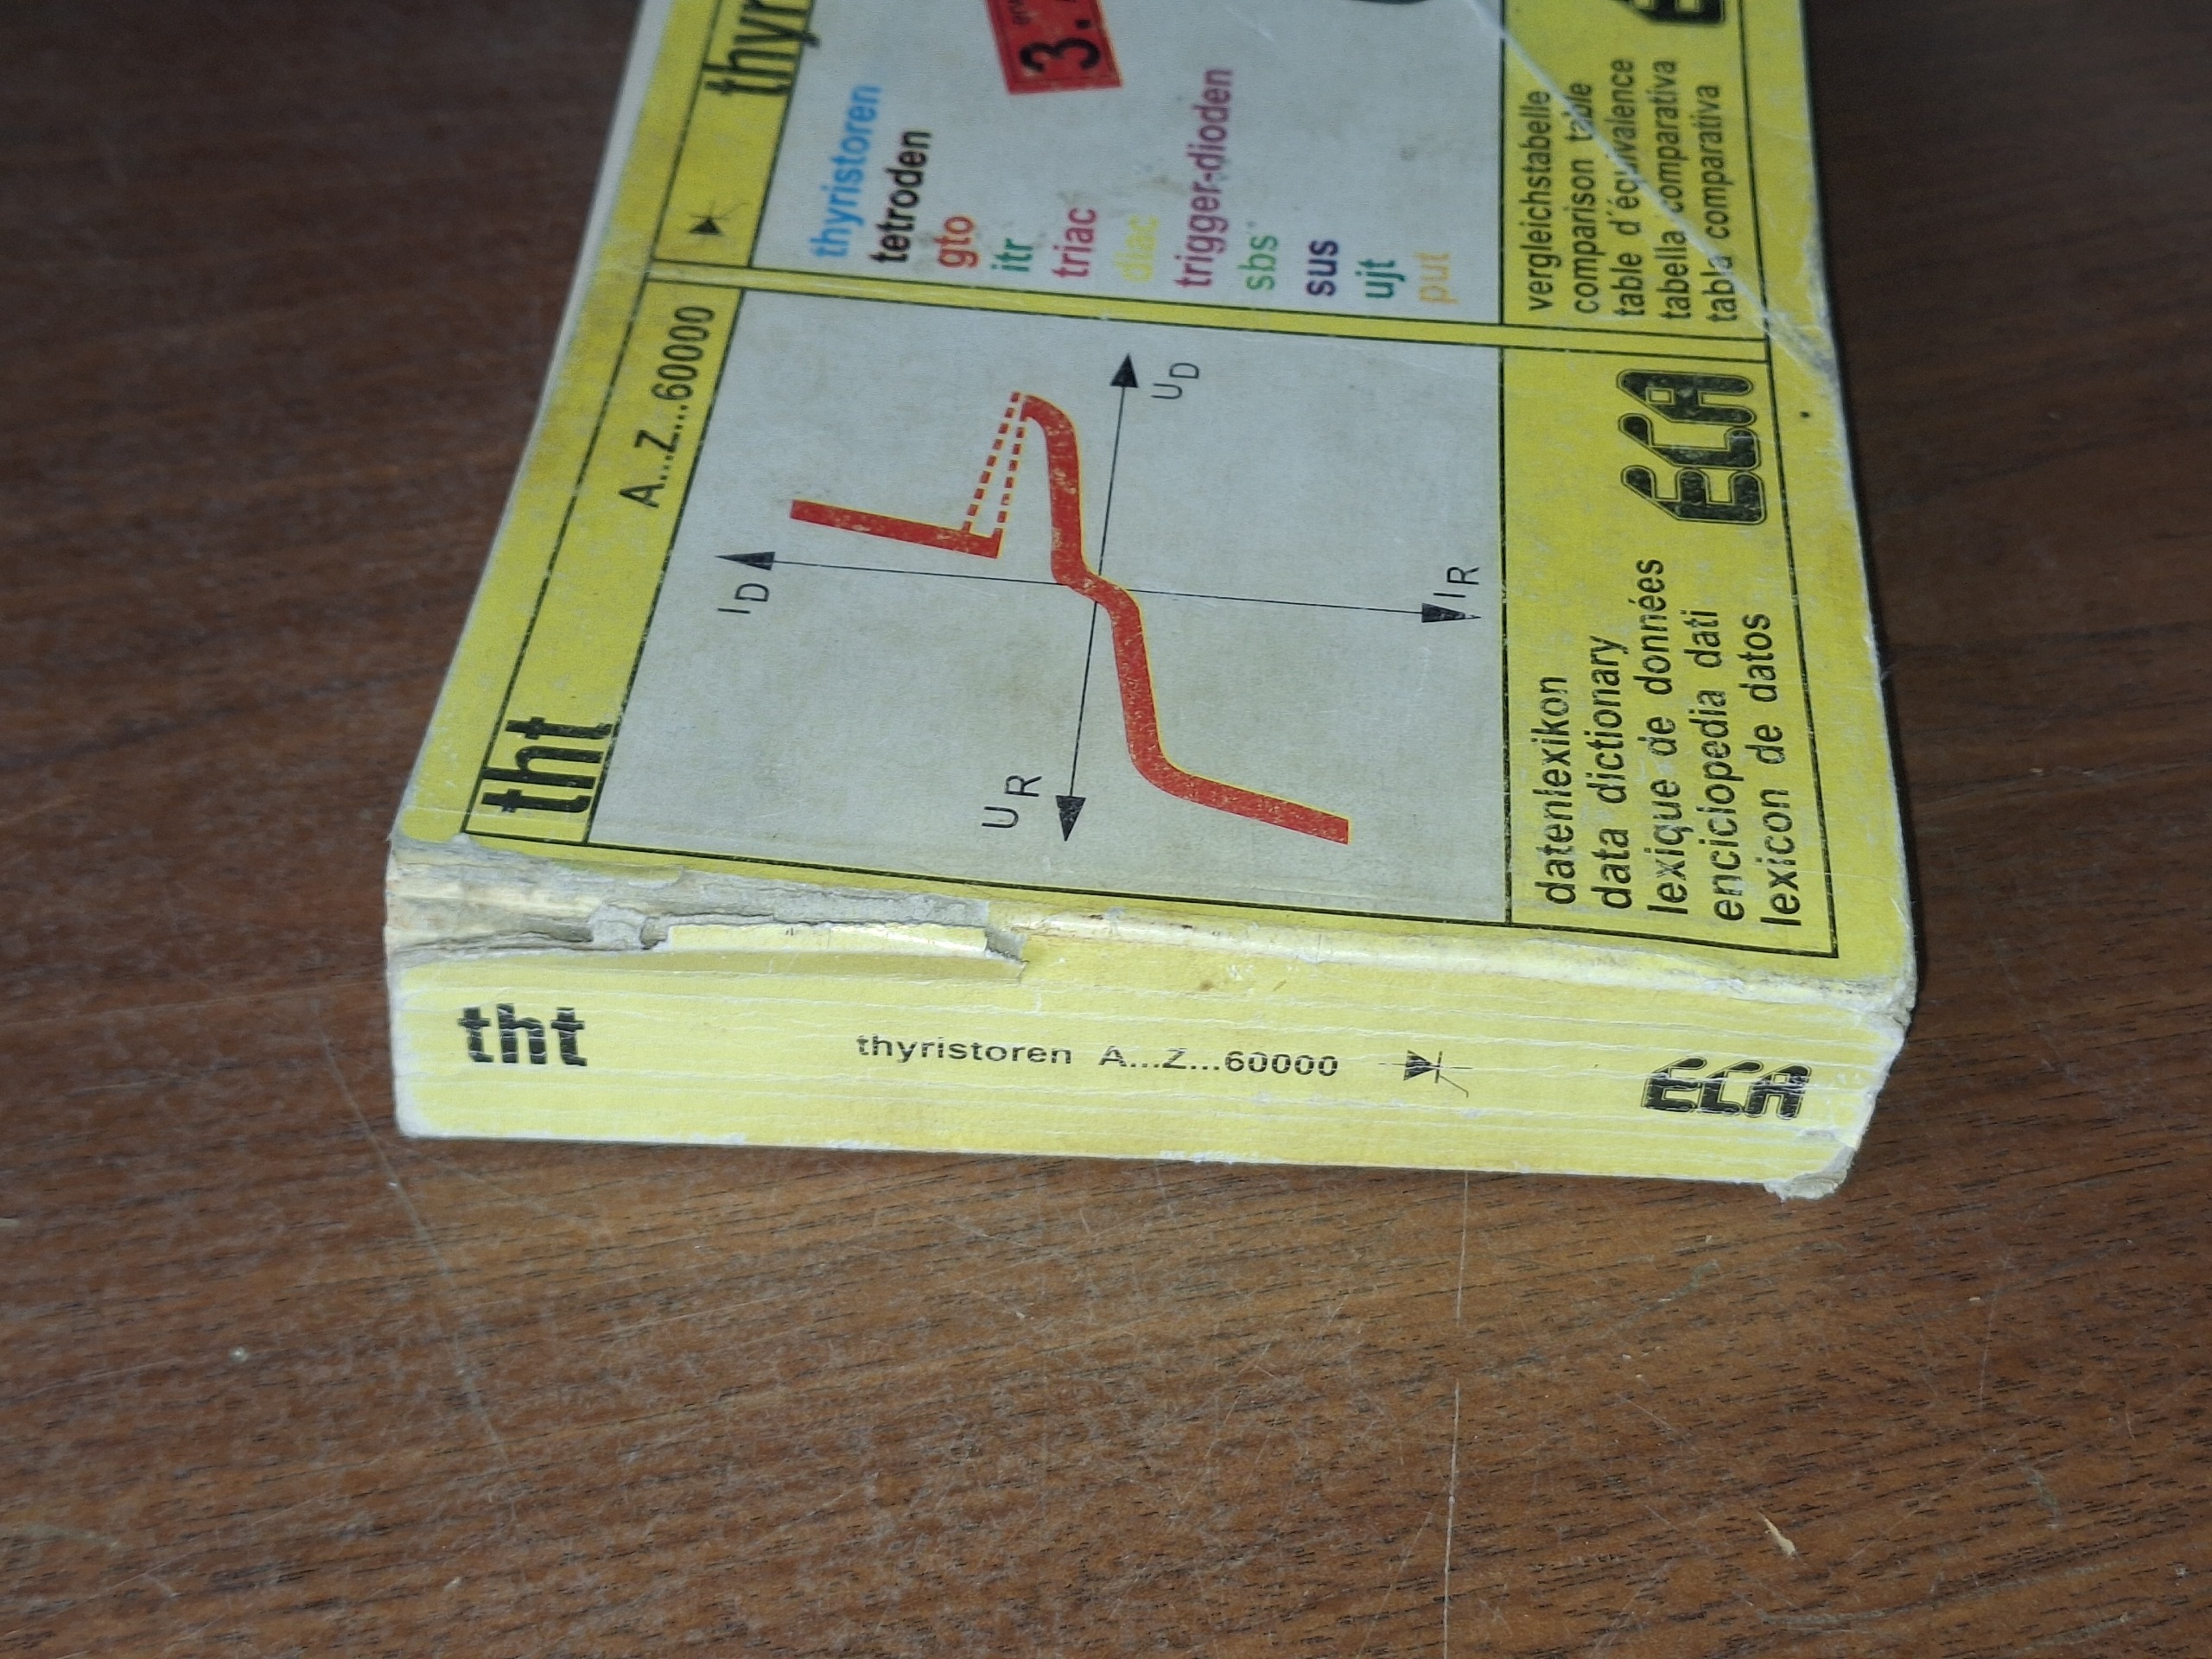 tht
thyristoren A...Z...60000
ECA
tht
A...Z...60000
I D
U R
U D
I R
datenlexikon
data dictionary
lexique de données
enciclopedia dati
lexicon de datos
ECA
thyristoren
tetroden
gto
itr
triac
diac
trigger-dioden
sbs
sus
ujt
put
3.
vergleichstabelle
comparison table
table d'équivalence
tabella comparativa
tabla comparativa